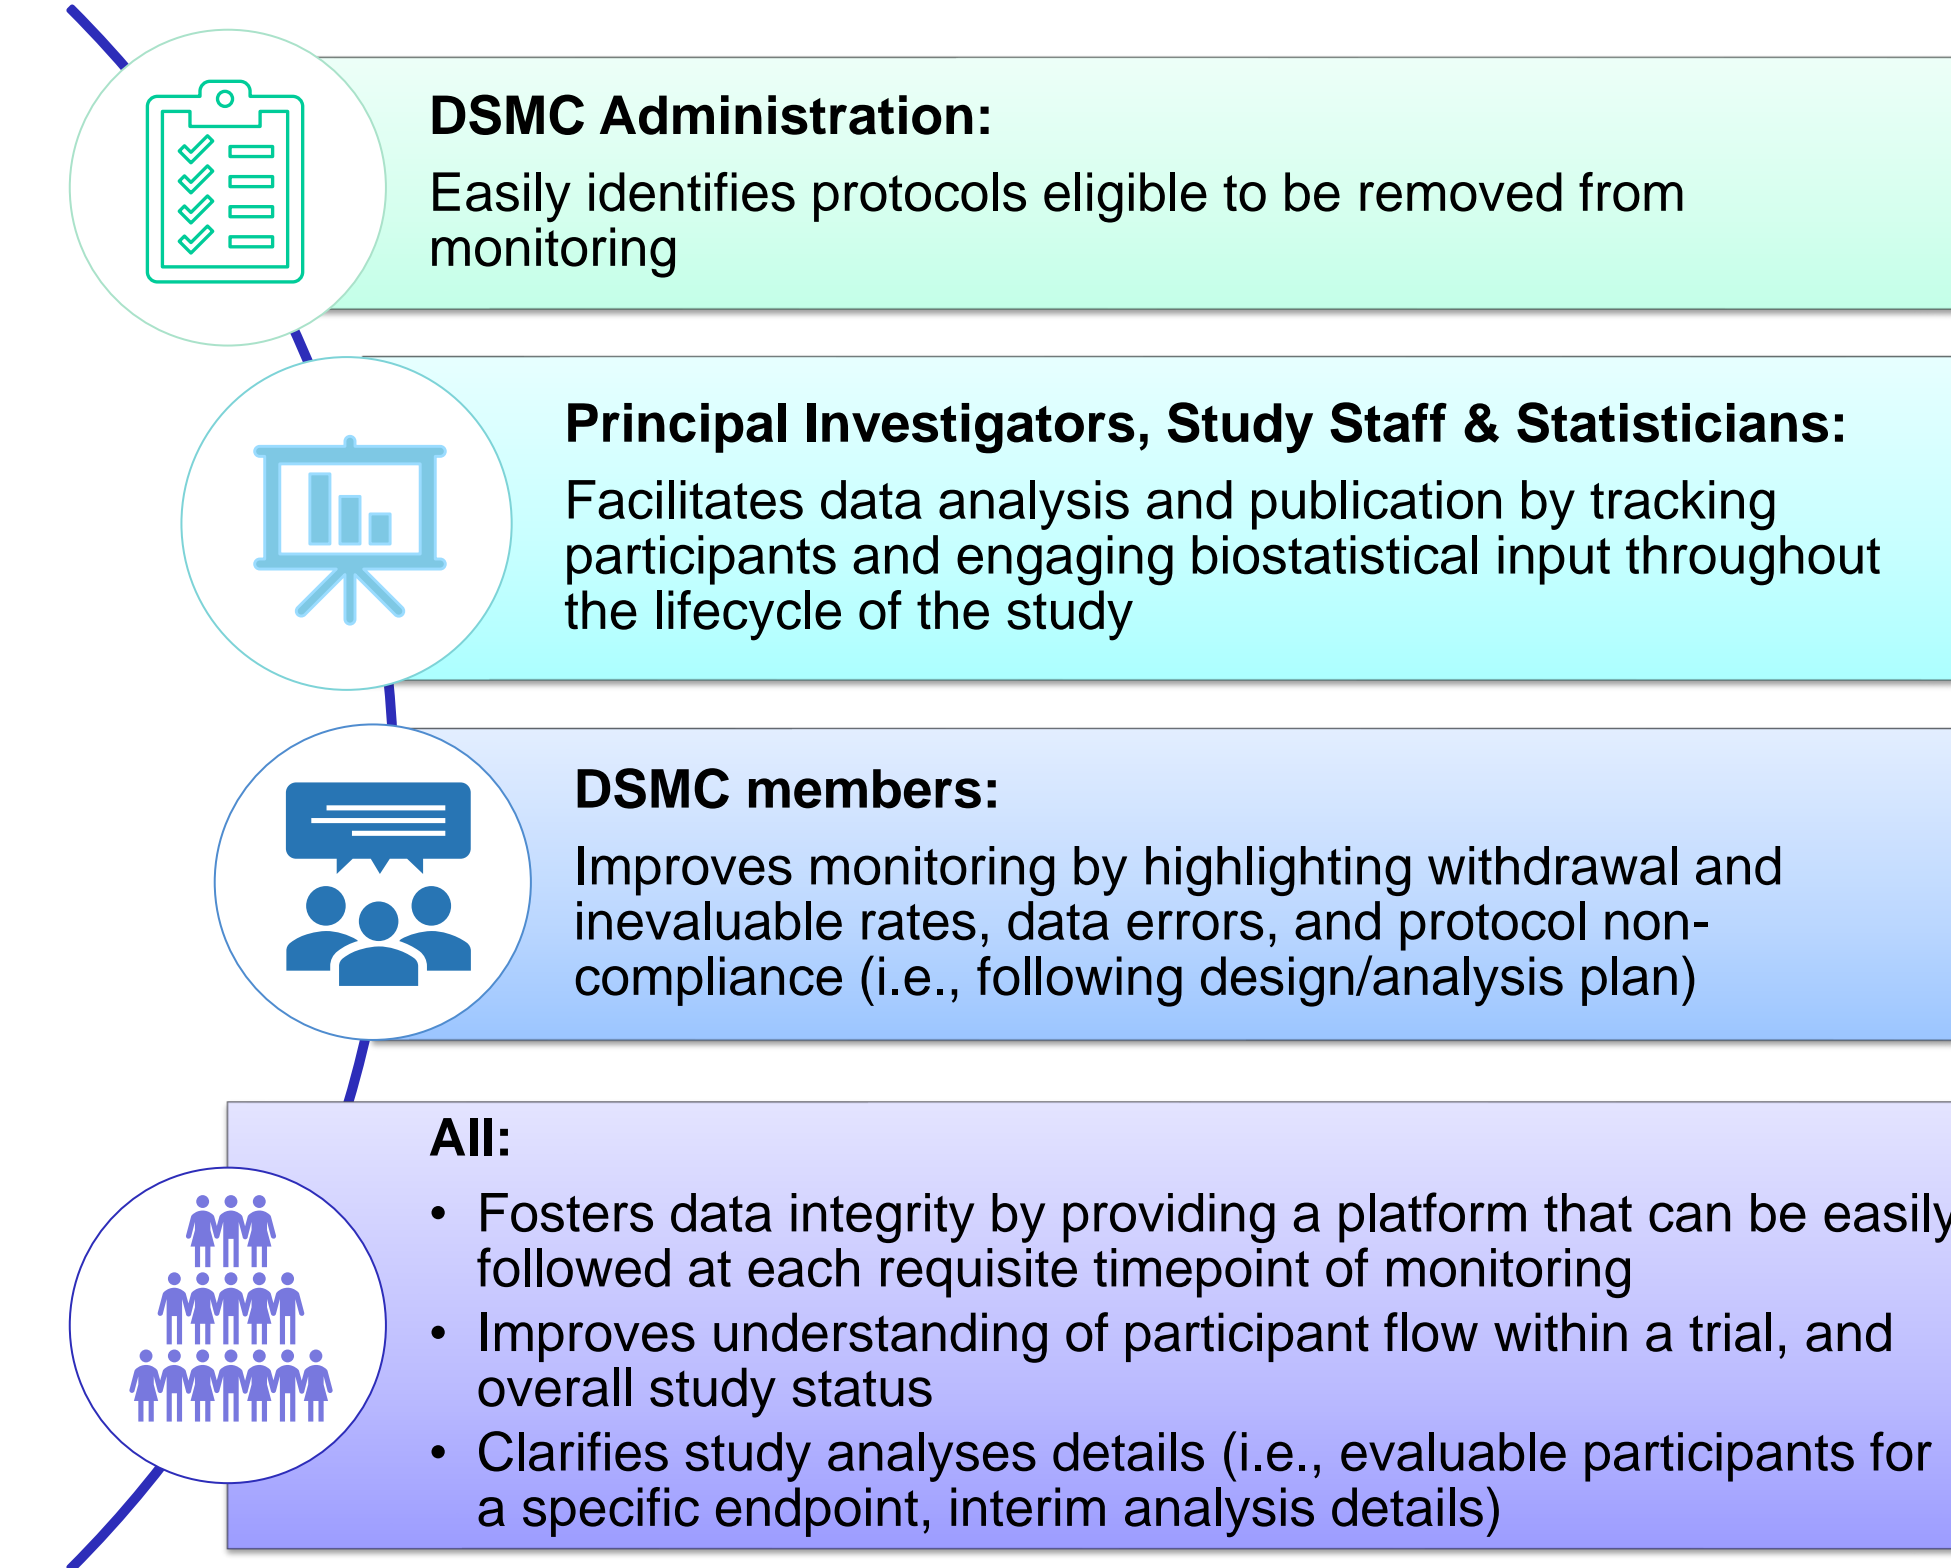 DSMC Administration:
Easily identifies protocols eligible to be removed from
monitoring
Principal Investigators, Study Staff & Statisticians:
Facilitates data analysis and publication by tracking
participants and engaging biostatistical input throughout
the lifecycle of the study
DSMC members:
Improves monitoring by highlighting withdrawal and
inevaluable rates, data errors, and protocol non-
compliance (i.e., following design/analysis plan)
All:
• Fosters data integrity by providing a platform that can be easily
followed at each requisite timepoint of monitoring
• Improves understanding of participant flow within a trial, and
overall study status
• Clarifies study analyses details (i.e., evaluable participants for
a specific endpoint, interim analysis details)